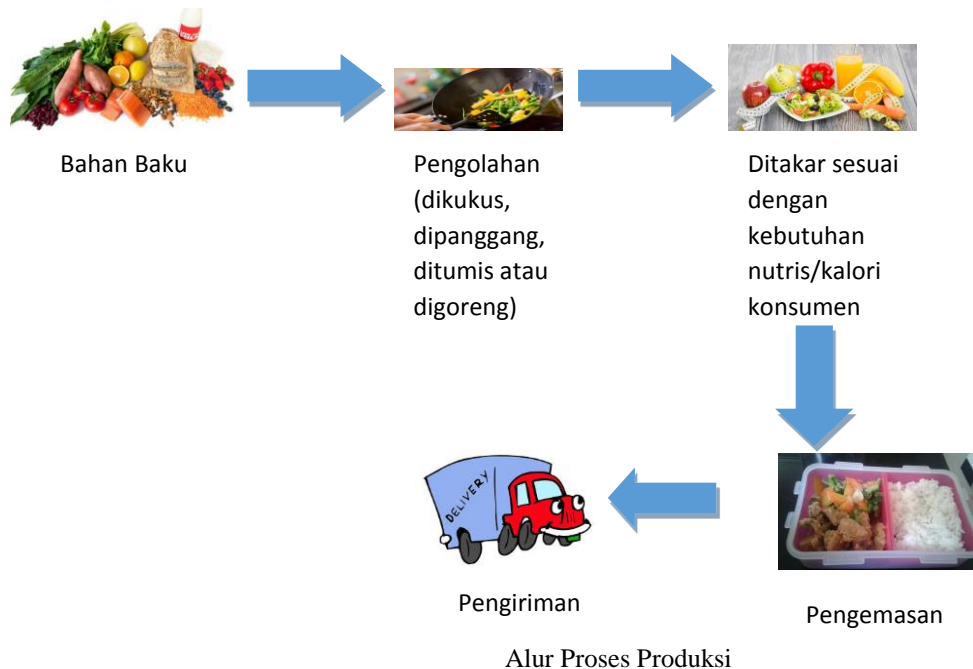 Bahan Baku
Pengolahan
(dikukus,
dipanggang,
ditumis atau
digoreng)
Ditakar sesuai
dengan
kebutuhan
nutris/kalori
konsumen
DELIVERY
Pengiriman
Pengemasan
Alur Proses Produksi